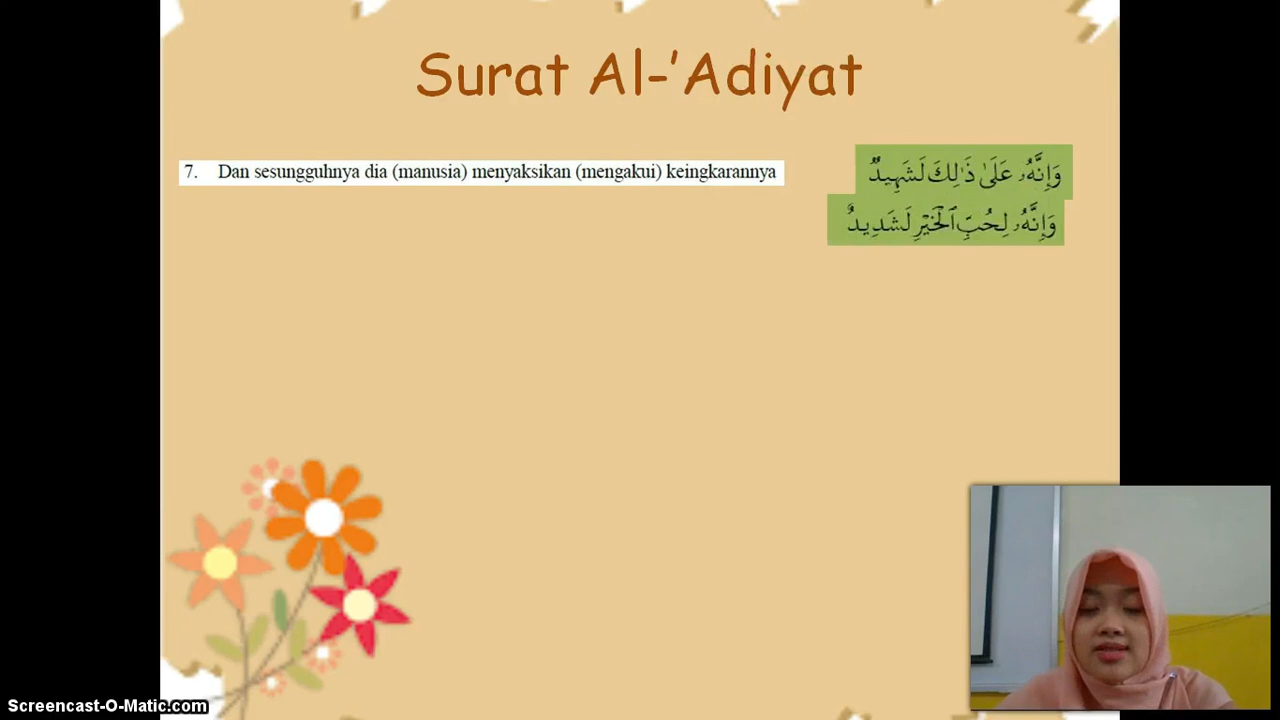 Surat Al-'Adiyat
7. Dan sesungguhnya dia (manusia) menyaksikan (mengakui) keingkarannya
وَإِنَّهُۥ عَلَىٰ ذَٰلِكَ لَشَهِيدٌ
وَإِنَّهُۥ لِحُبِّ ٱلْخَيْرِ لَشَدِيدٌ
Screencast-O-Matic.com